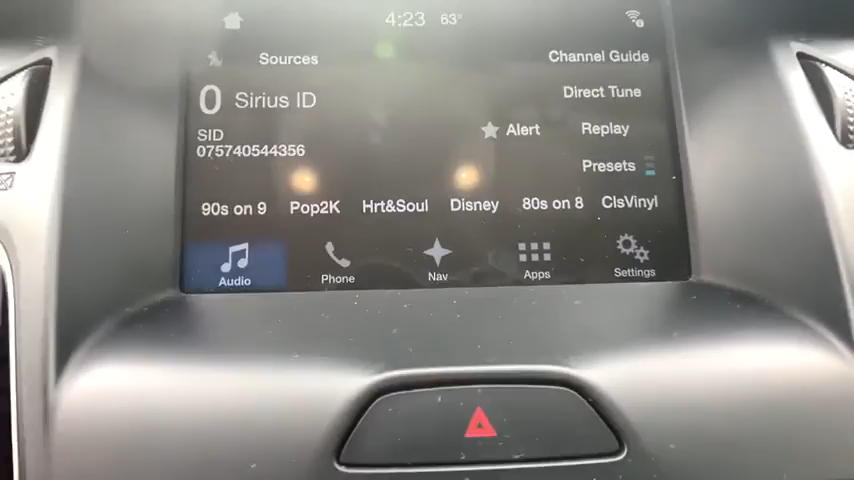 4:23 63°
Sources
Channel Guide
0 Sirius ID
Direct Tune
SID
075740544356
Alert
Replay
Presets
90s on 9 Pop2K Hrt&Soul Disney 80s on 8 ClsVinyl
Audio Phone Nav Apps Settings